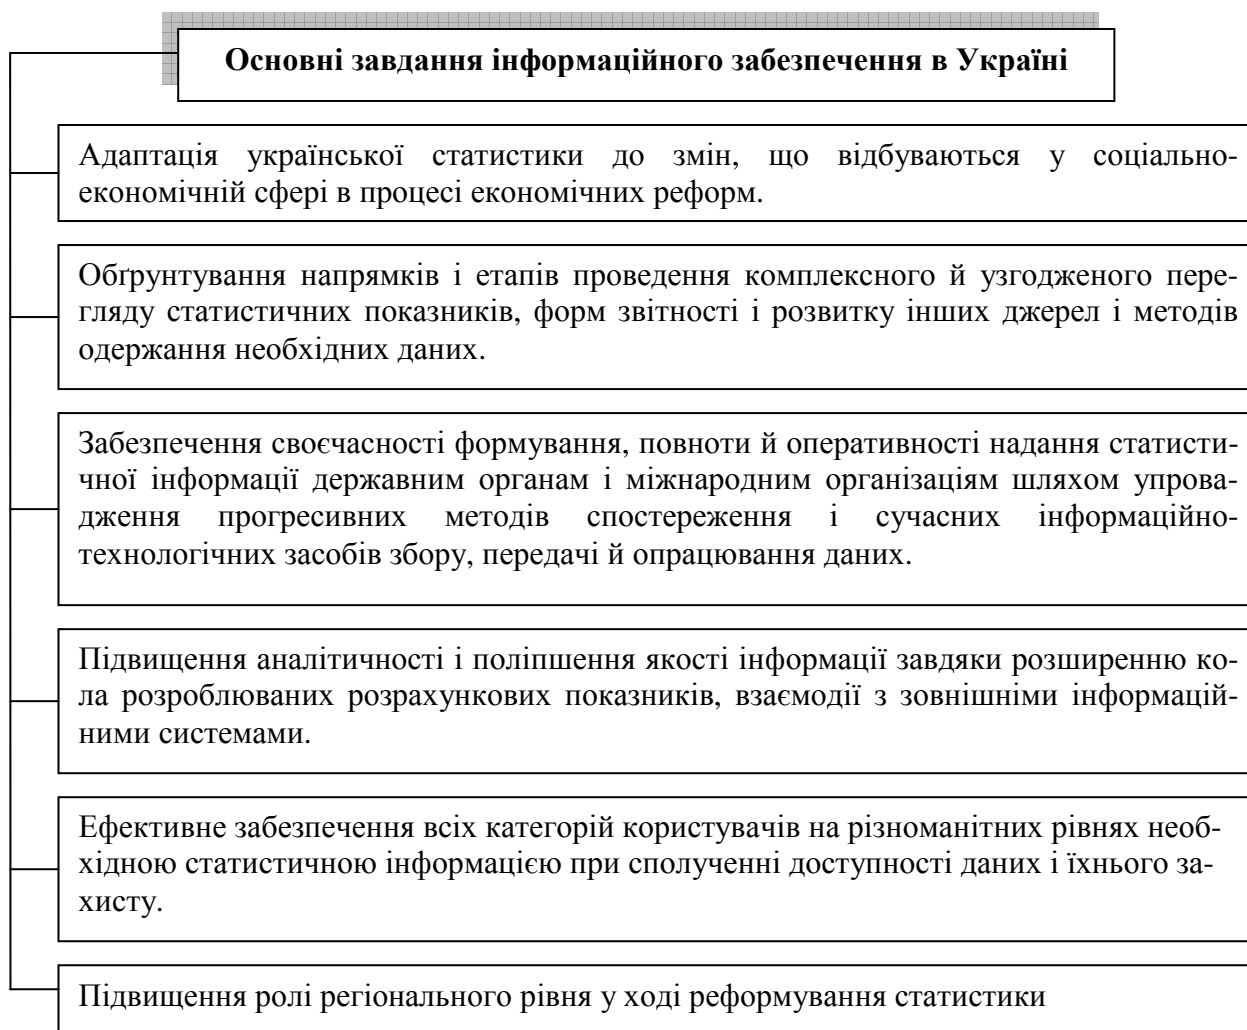 Основні завдання інформаційного забезпечення в Україні
Адаптація української статистики до змін, що відбуваються у соціально-
економічній сфері в процесі економічних реформ.
Обґрунтування напрямків і етапів проведення комплексного й узгодженого пере-
гляду статистичних показників, форм звітності і розвитку інших джерел і методів
одержання необхідних даних.
Забезпечення своєчасності формування, повноти й оперативності надання статисти-
чної інформації державним органам і міжнародним організаціям шляхом упрова-
дження прогресивних методів спостереження і сучасних інформаційно-
технологічних засобів збору, передачі й опрацювання даних.
Підвищення аналітичності і поліпшення якості інформації завдяки розширенню ко-
ла розроблюваних розрахункових показників, взаємодії з зовнішніми інформацій-
ними системами.
Ефективне забезпечення всіх категорій користувачів на різноманітних рівнях необ-
хідною статистичною інформацією при сполученні доступності даних і їхнього за-
хисту.
Підвищення ролі регіонального рівня у ході реформування статистики